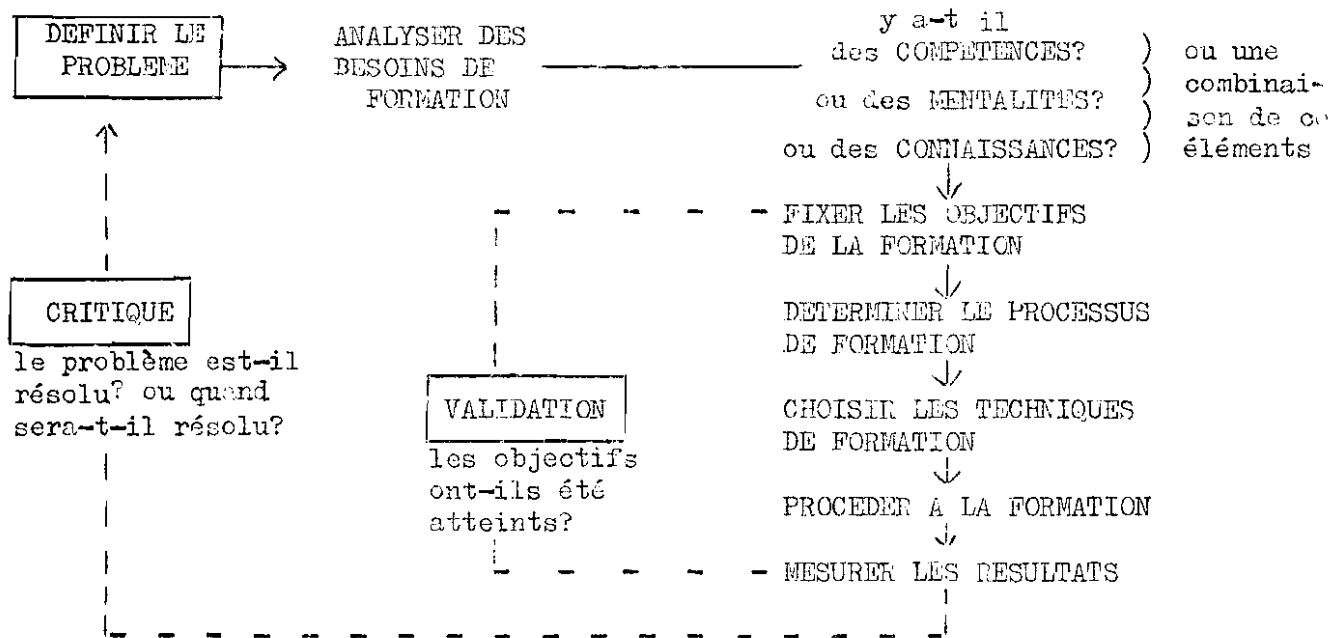 DEFINIR LE
PROBLEME
ANALYSER DES
BESOINS DE
FORMATION
y a-t il
des COMPETENCES?
ou des MENTALITES?
ou des CONNAISSANCES?
)
)
)
)
ou une
combinai-
son de
éléments
FIXER LES OBJECTIFS
DE LA FORMATION
DETERMINER LE PROCESSUS
DE FORMATION
CHOISIR LES TECHNIQUES
DE FORMATION
PROCEDER A LA FORMATION
MESURER LES RESULTATS
VALIDATION
les objectifs
ont-ils été
atteints?
CRITIQUE
le problème est-il
résolu? ou quand
sera-t-il résolu?